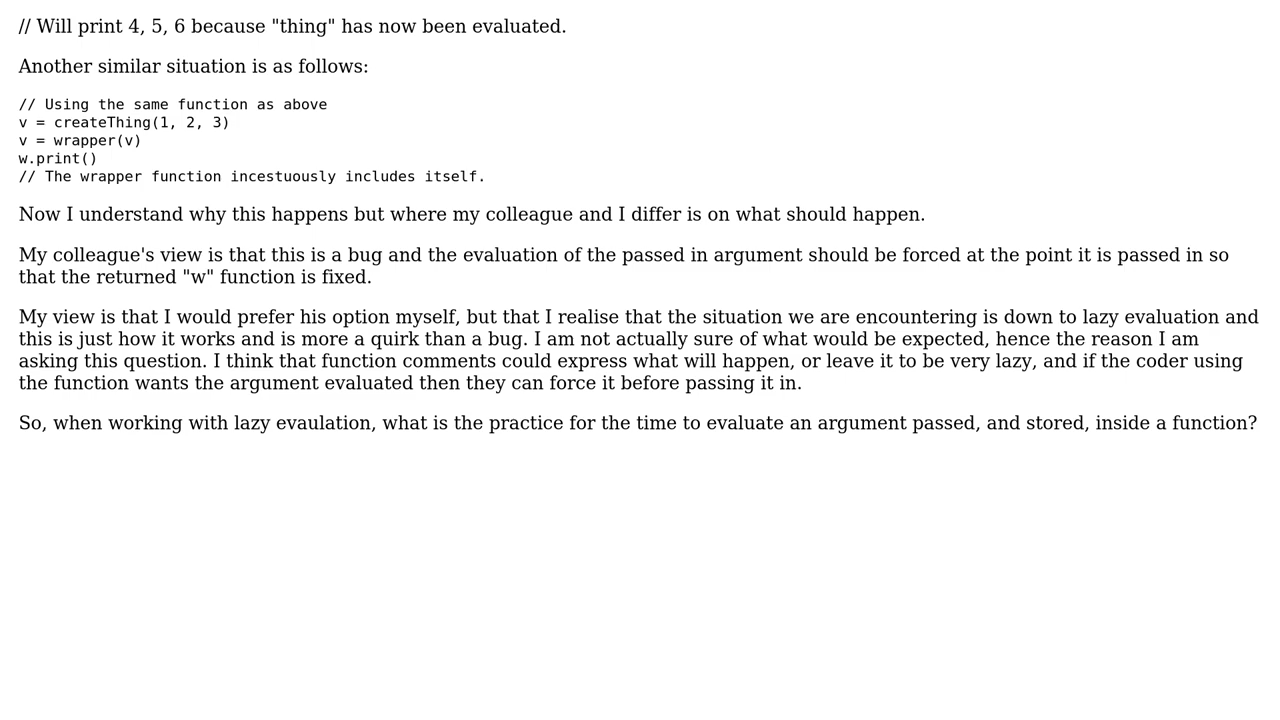 // Will print 4, 5, 6 because "thing" has now been evaluated.
Another similar situation is as follows:
// Using the same function as above
v = createThing(1, 2, 3)
v = wrapper(v)
w.print()
// The wrapper function incestuously includes itself.
Now I understand why this happens but where my colleague and I differ is on what should happen.
My colleague's view is that this is a bug and the evaluation of the passed in argument should be forced at the point it is passed in so
that the returned "w" function is fixed.
My view is that I would prefer his option myself, but that I realise that the situation we are encountering is down to lazy evaluation and
this is just how it works and is more a quirk than a bug. I am not actually sure of what would be expected, hence the reason I am
asking this question. I think that function comments could express what will happen, or leave it to be very lazy, and if the coder using
the function wants the argument evaluated then they can force it before passing it in.
So, when working with lazy evaulation, what is the practice for the time to evaluate an argument passed, and stored, inside a function?